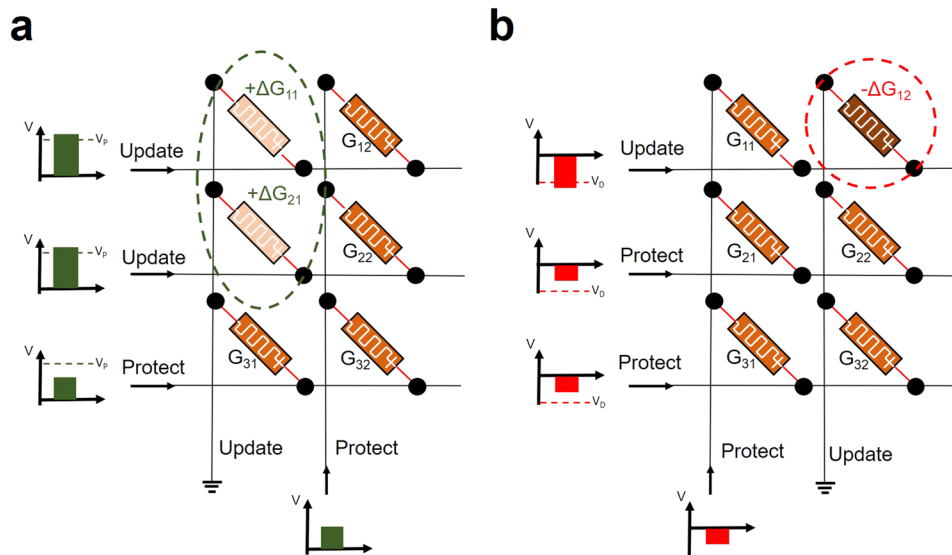 a
+ΔG11
G12
V
VP
Update
+ΔG21
G22
V
VP
Update
G31
G32
V
VP
Protect
Update
Protect
V
b
-ΔG12
G11
V
VD
Update
G21
G22
V
VD
Protect
G31
G32
V
VD
Protect
Protect
Update
V